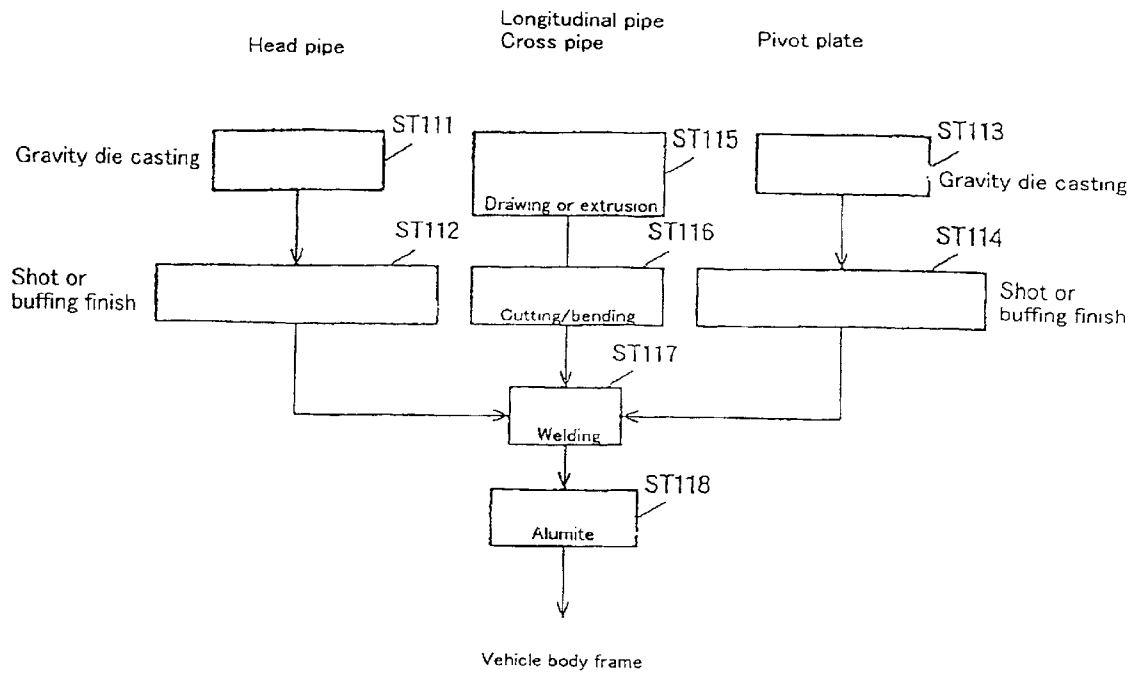 Head pipe
Longitudinal pipe
Cross pipe
Pivot plate
ST111
Gravity die casting
ST115
Drawing or extrusion
ST113
Gravity die casting
ST112
Shot or
buffing finish
ST116
Cutting/bending
ST114
Shot or
buffing finish
ST117
Welding
ST118
Alumite
Vehicle body frame